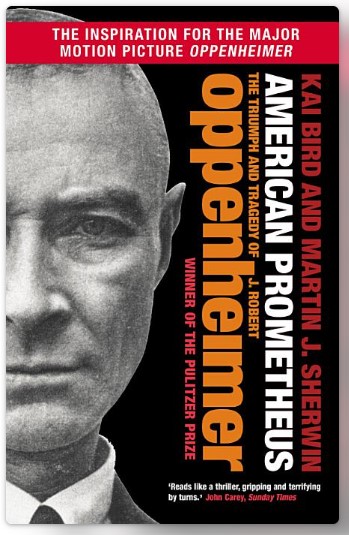 THE INSPIRATION FOR THE MAJOR
MOTION PICTURE OPPENHEIMER
KAI BIRD AND MARTIN J. SHERWIN
AMERICAN PROMETHEUS
THE TRIUMPH AND TRAGEDY OF J. ROBERT
oppenheimer
WINNER OF THE PULITZER PRIZE
‘Reads like a thriller, gripping and terrifying
by turns.’ John Carey, Sunday Times